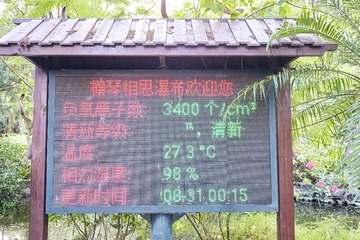 横琴相思瀑布欢迎您
负氧离子数: 3400 个/cm³
清新等级: ，清新
温度: 27.3 ℃
相对湿度: 98 %
更新时间: 08-31 00:15